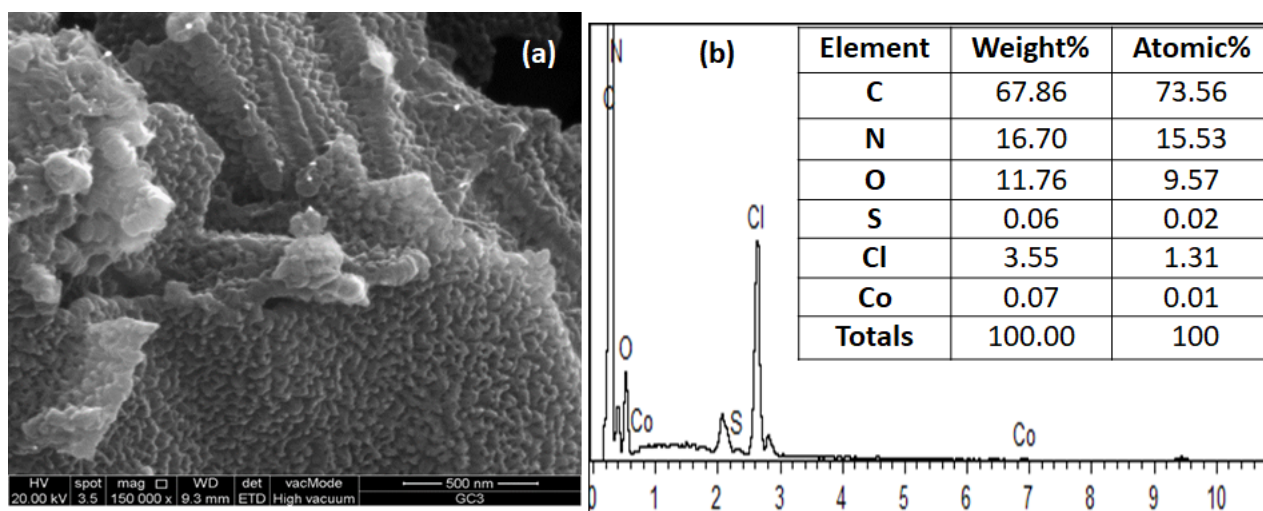 (a)
HV spot mag □ WD det vacMode 500 nm
20.00 kV 3.5 150 000 x 9.3 mm ETD High vacuum GC3
(b)
N
C
O
Co
S
Cl
Co
0 1 2 3 4 5 6 7 8 9 10
Element Weight% Atomic%
C 67.86 73.56
N 16.70 15.53
O 11.76 9.57
S 0.06 0.02
Cl 3.55 1.31
Co 0.07 0.01
Totals 100.00 100